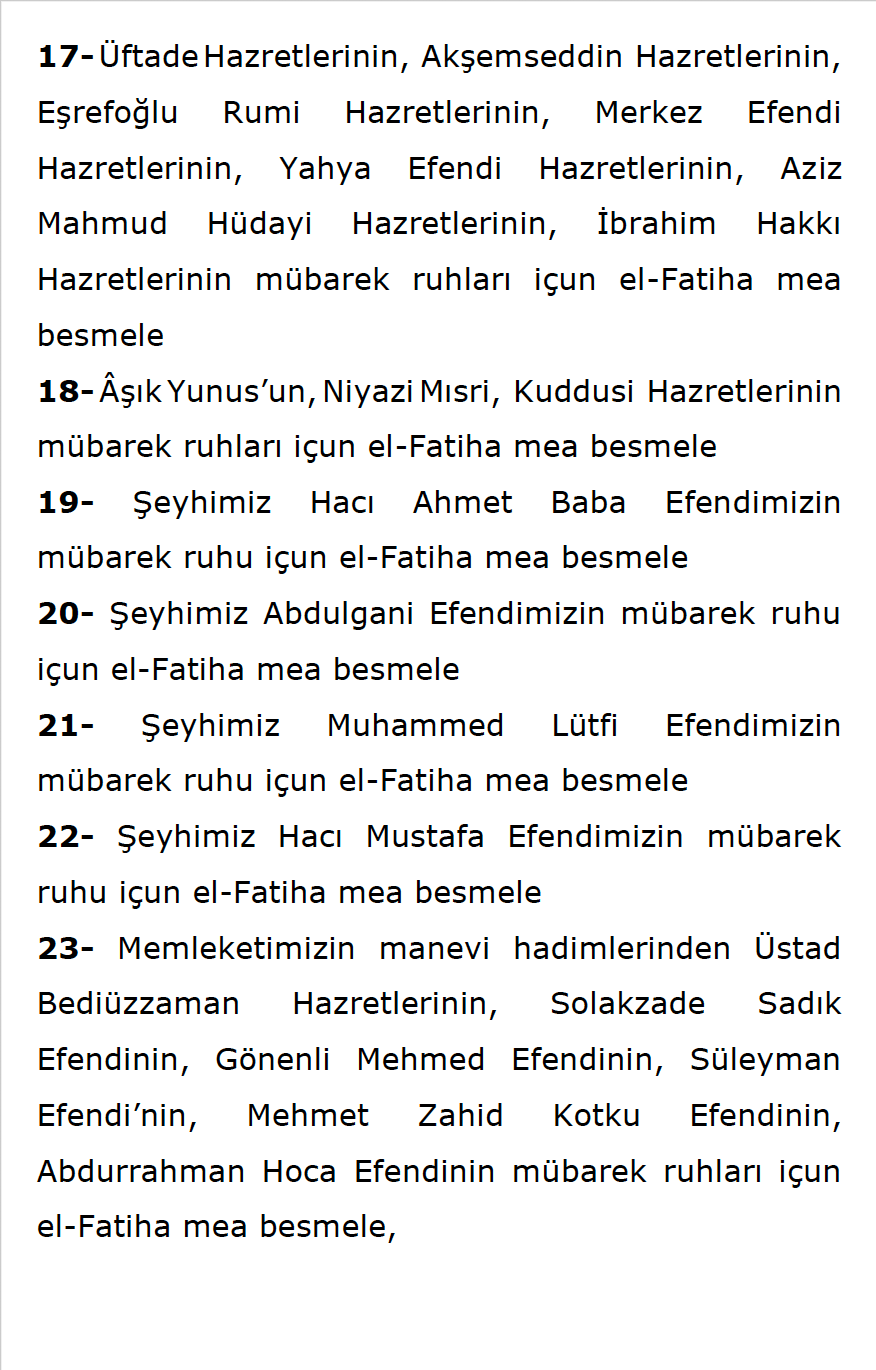 17- Üftade Hazretlerinin, Akşemseddin Hazretlerinin,
Eşrefoğlu Rumi Hazretlerinin, Merkez Efendi
Hazretlerinin, Yahya Efendi Hazretlerinin, Aziz
Mahmud Hüdayi Hazretlerinin, İbrahim Hakkı
Hazretlerinin mübarek ruhları içun el-Fatiha mea
besmele
18- Âşık Yunus’un, Niyazi Mısri, Kuddusi Hazretlerinin
mübarek ruhları içun el-Fatiha mea besmele
19- Şeyhimiz Hacı Ahmet Baba Efendimizin
mübarek ruhu içun el-Fatiha mea besmele
20- Şeyhimiz Abdulgani Efendimizin mübarek ruhu
içun el-Fatiha mea besmele
21- Şeyhimiz Muhammed Lütfi Efendimizin
mübarek ruhu içun el-Fatiha mea besmele
22- Şeyhimiz Hacı Mustafa Efendimizin mübarek
ruhu içun el-Fatiha mea besmele
23- Memleketimizin manevi hadimlerinden Üstad
Bediüzzaman Hazretlerinin, Solakzade Sadık
Efendinin, Gönenli Mehmed Efendinin, Süleyman
Efendi’nin, Mehmet Zahid Kotku Efendinin,
Abdurrahman Hoca Efendinin mübarek ruhları içun
el-Fatiha mea besmele,